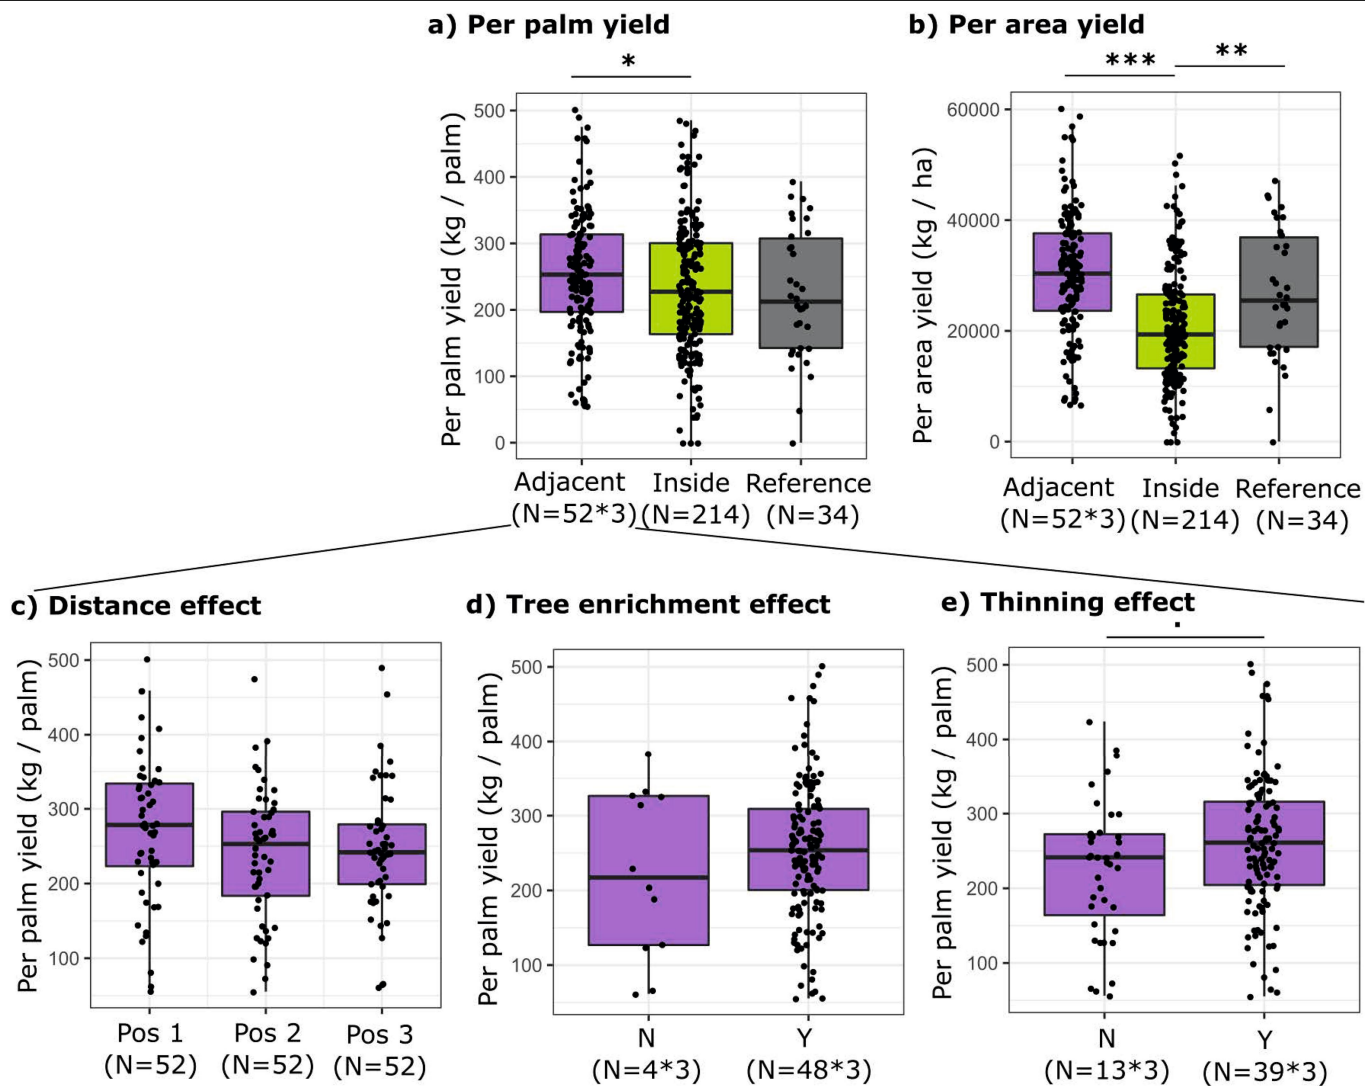 a) Per palm yield
*
Per palm yield (kg / palm)
500
400
300
200
100
0
Adjacent Inside Reference
(N=52*3) (N=214) (N=34)
b) Per area yield
*** **
Per area yield (kg / ha)
60000
40000
20000
0
Adjacent Inside Reference
(N=52*3) (N=214) (N=34)
c) Distance effect
Per palm yield (kg / palm)
500
400
300
200
100
Pos 1 Pos 2 Pos 3
(N=52) (N=52) (N=52)
d) Tree enrichment effect
Per palm yield (kg / palm)
500
400
300
200
100
N Y
(N=4*3) (N=48*3)
e) Thinning effect
.
Per palm yield (kg / palm)
500
400
300
200
100
N Y
(N=13*3) (N=39*3)